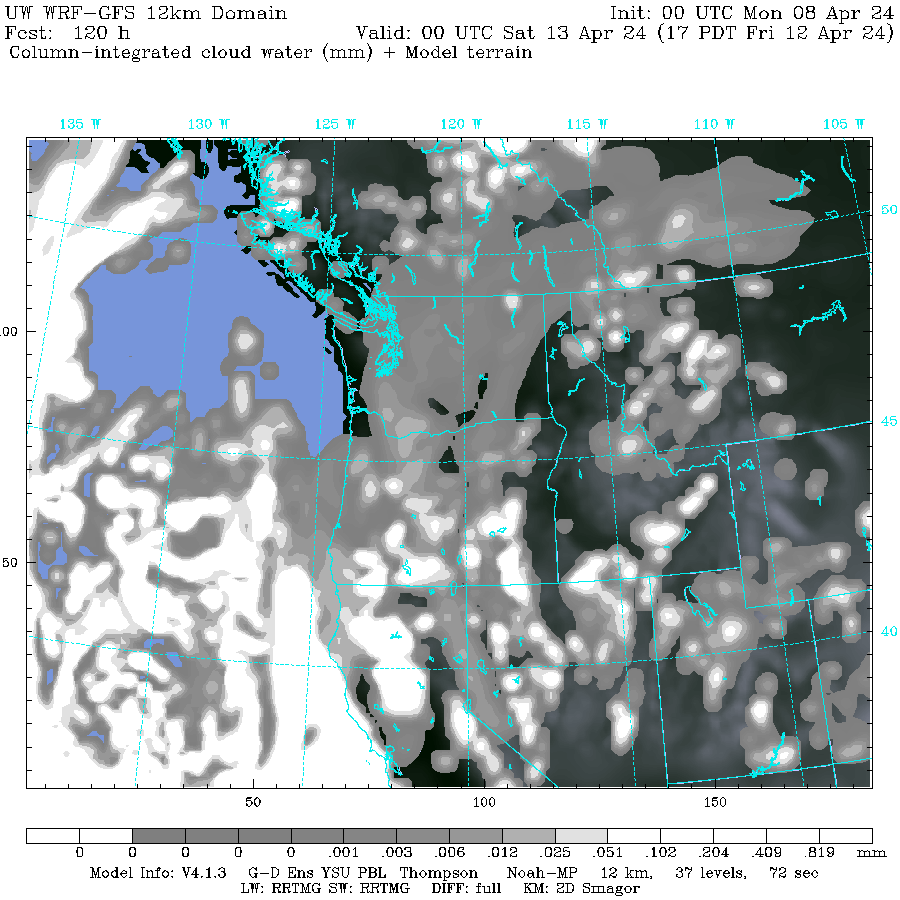 UW WRF-GFS 12km Domain Init: 00 UTC Mon 08 Apr 24
Fcst: 120 h Valid: 00 UTC Sat 13 Apr 24 (17 PDT Fri 12 Apr 24)
Column-integrated cloud water (mm) + Model terrain
135 W 130 W 125 W 120 W 115 W 110 W 105 W
50
00
45
50
40
50 100 150
0 0 0 0 0 .001 .003 .006 .012 .025 .051 .102 .204 .409 .819 mm
Model Info: V4.1.3 G-D Ens YSU PBL Thompson Noah-MP 12 km, 37 levels, 72 sec
LW: RRTMG SW: RRTMG DIFF: full KM: 2D Smagor